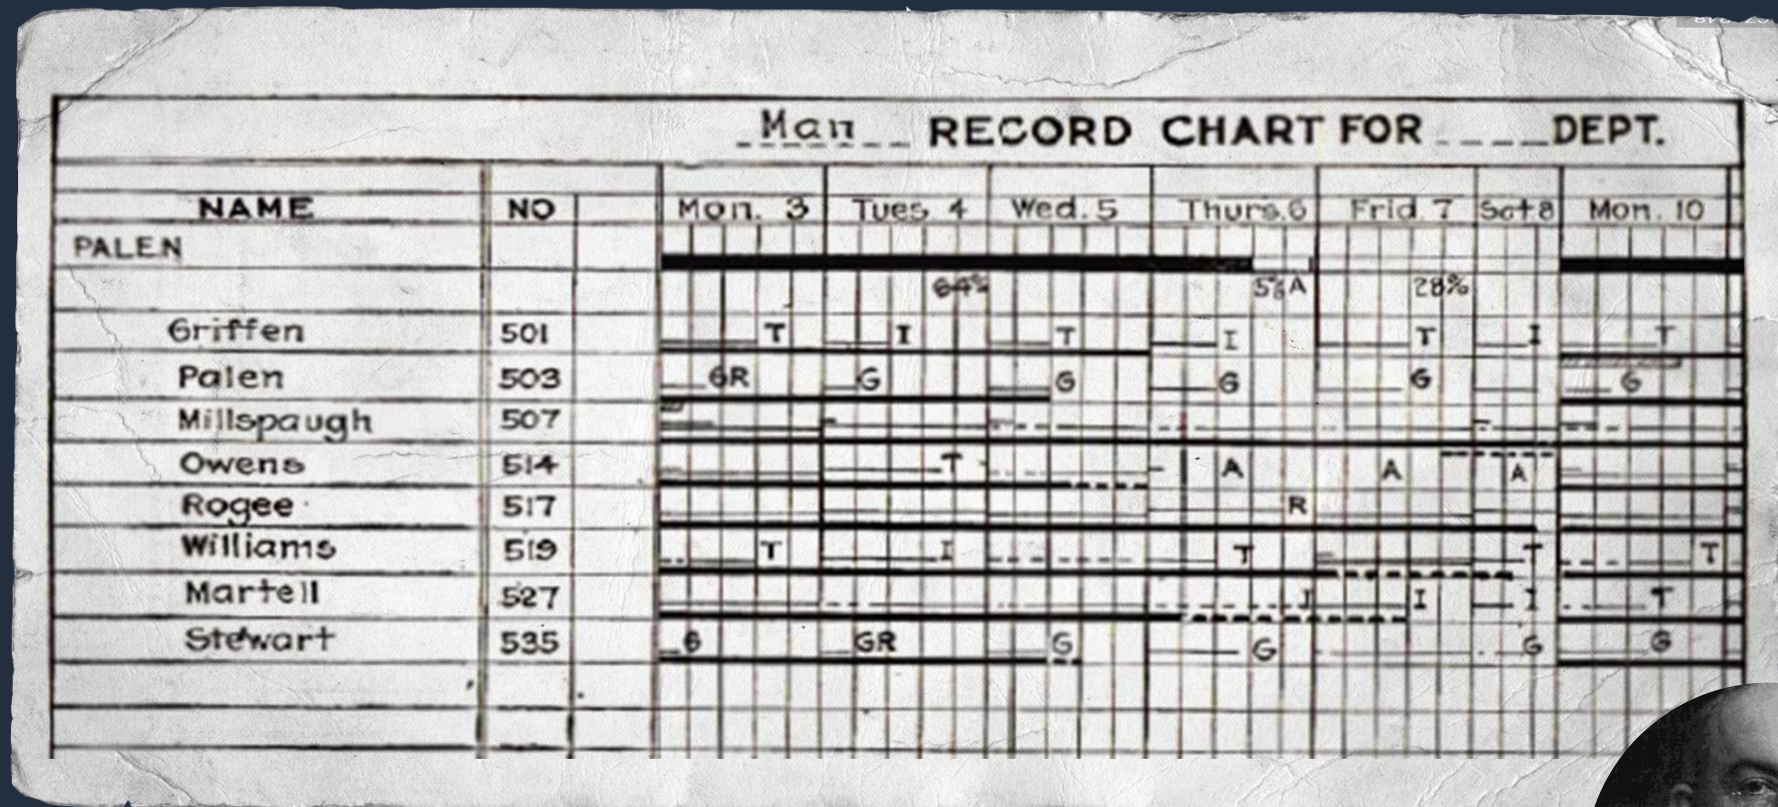 Man RECORD CHART FOR DEPT.
NAME NO Mon. 3 Tues 4 Wed. 5 Thurs. 6 Frid. 7 Sat 8 Mon. 10
PALEN
64% 5%A 28%
Griffen 501 T I T I T I T
Palen 503 GR G G G G G
Millspaugh 507
Owens 514 T A A A
Rogee 517 R
Williams 519 T I T T T
Martell 527 I I I T
Stewart 535 G GR G G G G